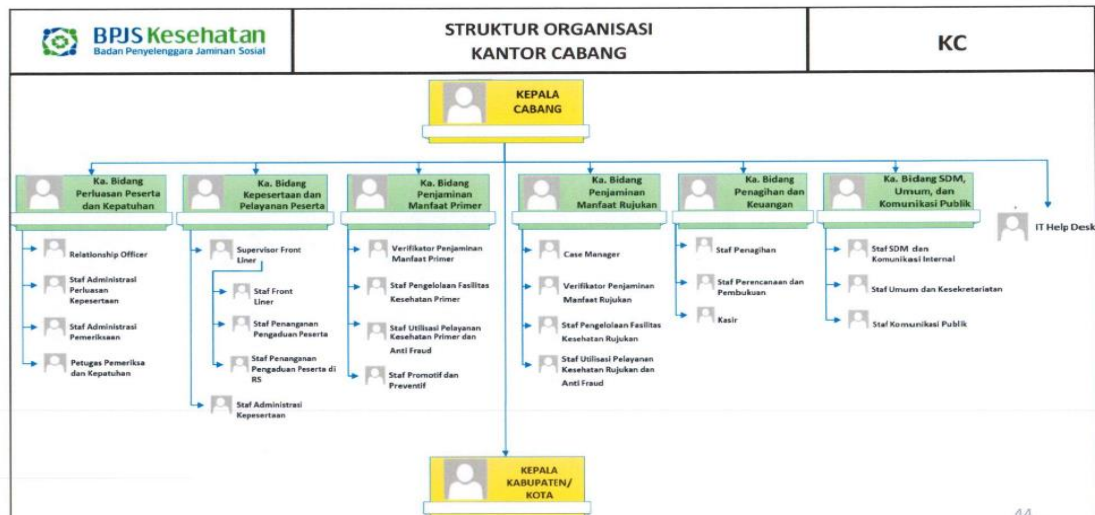 BPJS Kesehatan
Badan Penyelenggara Jaminan Sosial
STRUKTUR ORGANISASI
KANTOR CABANG
KC
KEPALA
CABANG
Ka. Bidang
Perluasan Peserta
dan Kepatuhan
Relationship Officer
Staf Administrasi
Perluasan
Kepesertaan
Staf Administrasi
Pemeriksaan
Petugas Pemeriksa
dan Kepatuhan
Ka. Bidang
Kepesertaan dan
Pelayanan Peserta
Supervisor Front
Liner
Staf Front
Liner
Staf Penanganan
Pengaduan Peserta
Staf Penanganan
Pengaduan Peserta di
RS
Staf Administrasi
Kepesertaan
Ka. Bidang
Penjaminan
Manfaat Primer
Verifikator Penjaminan
Manfaat Primer
Staf Pengelolaan Fasilitas
Kesehatan Primer
Staf Utilisasi Pelayanan
Kesehatan Primer dan
Anti Fraud
Staf Promotif dan
Preventif
Ka. Bidang
Penjaminan
Manfaat Rujukan
Case Manager
Verifikator Penjaminan
Manfaat Rujukan
Staf Pengelolaan Fasilitas
Kesehatan Rujukan
Staf Utilisasi Pelayanan
Kesehatan Rujukan dan
Anti Fraud
Ka. Bidang
Penagihan dan
Keuangan
Staf Penagihan
Staf Perencanaan dan
Pembukuan
Kasir
Ka. Bidang SDM,
Umum, dan
Komunikasi Publik
Staf SDM dan
Komunikasi Internal
Staf Umum dan Kesekretariatan
Staf Komunikasi Publik
IT Help Desk
KEPALA
KABUPATEN/
KOTA
44